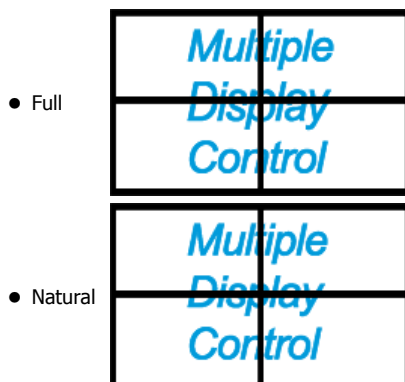 Full
Multiple
Display
Control
Natural
Multiple
Display
Control